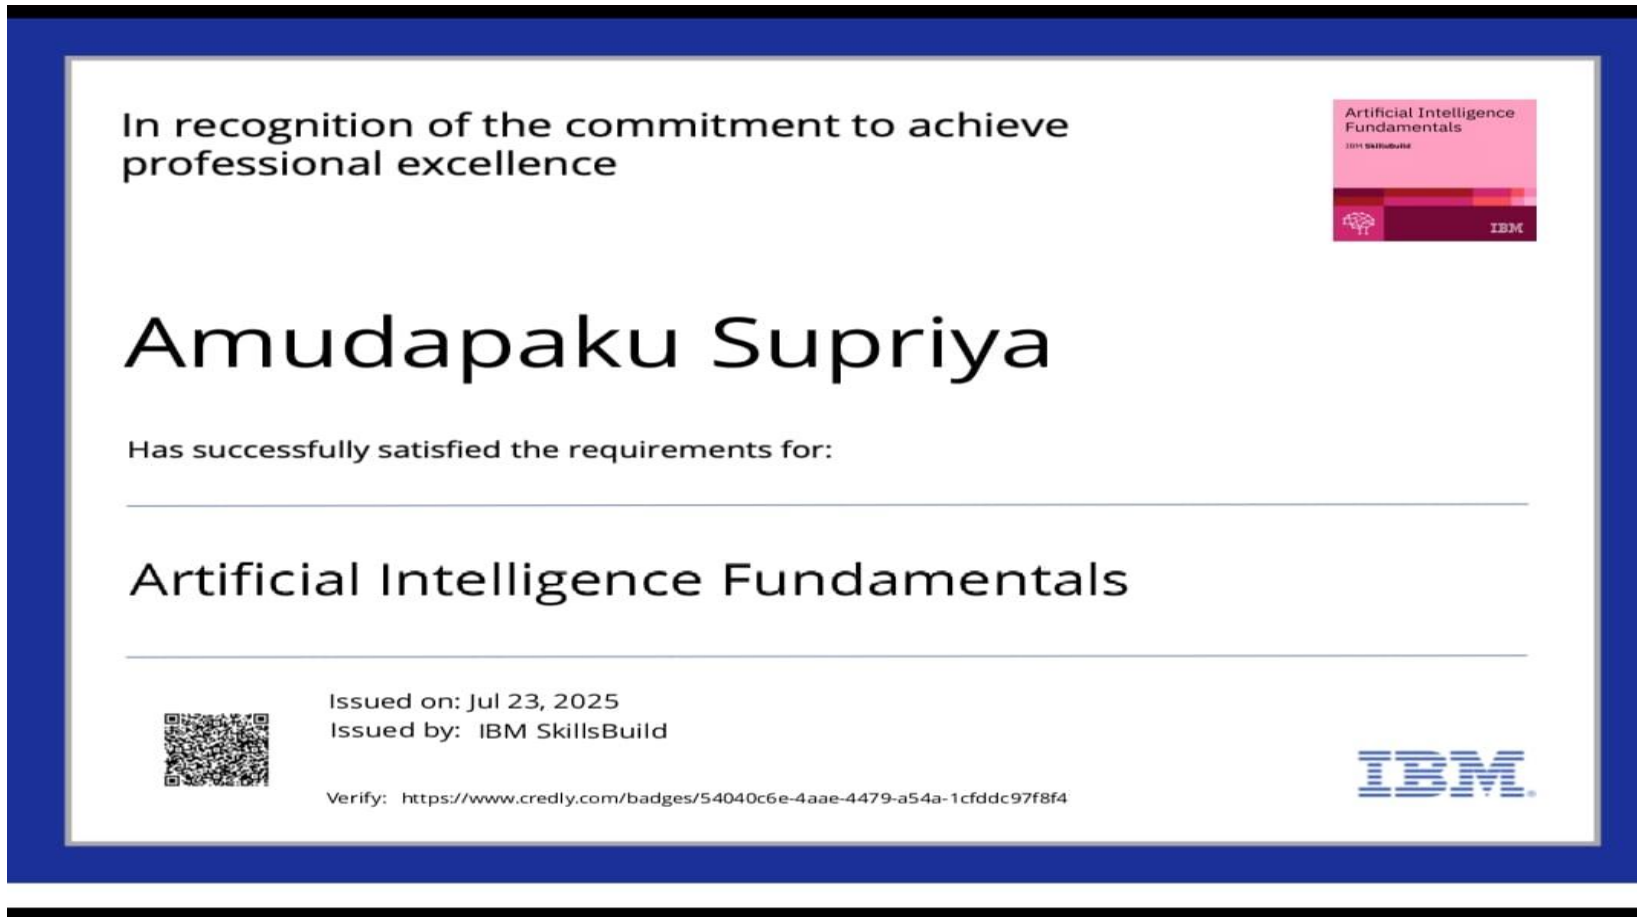 In recognition of the commitment to achieve
professional excellence
Artificial Intelligence
Fundamentals
IBM SkillsBuild
IBM
Amudapaku Supriya
Has successfully satisfied the requirements for:
Artificial Intelligence Fundamentals
Issued on: Jul 23, 2025
Issued by: IBM SkillsBuild
Verify: https://www.credly.com/badges/54040c6e-4aae-4479-a54a-1cfddc97f8f4
IBM